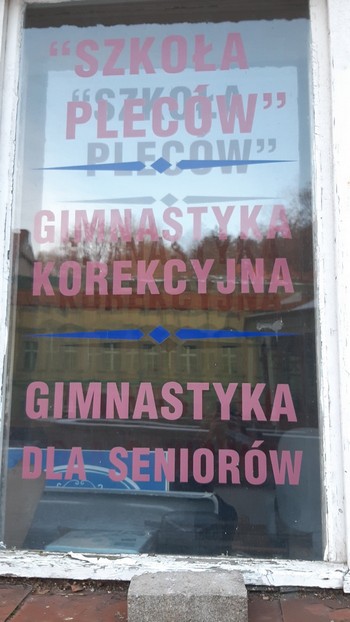 “SZKOŁA
PLECÓW”
GIMNASTYKA
KOREKCYJNA
GIMNASTYKA
DLA SENIORÓW